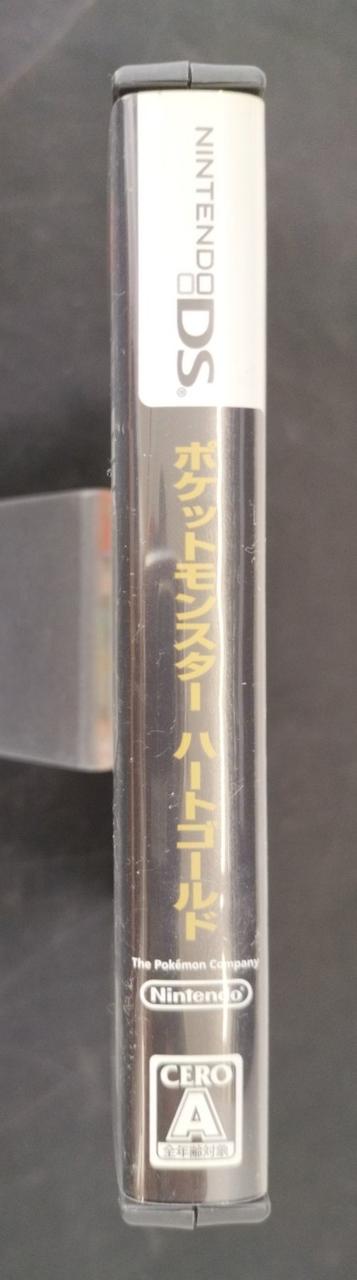 NINTENDO DS®
ポケットモンスター ハートゴールド
The Pokémon Company
Nintendo®
CERO
A
全年齢対象